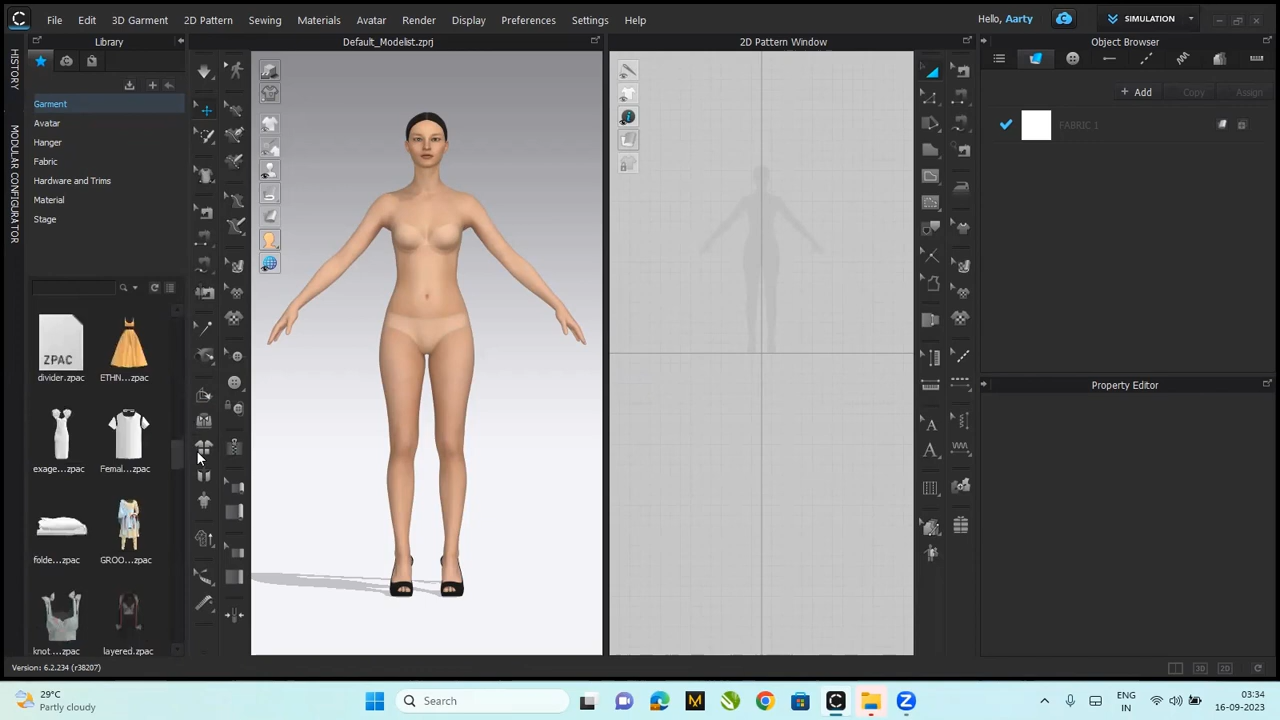 File Edit 3D Garment 2D Pattern Sewing Materials Avatar Render Display Preferences Settings Help Hello, Aarty SIMULATION
HISTORY
MODULAR CONFIGURATOR
Library
Default_Modelist.zprj
2D Pattern Window
Object Browser
+ Add Copy Assign
FABRIC 1
Garment
Avatar
Hanger
Fabric
Hardware and Trims
Material
Stage
ZPAC
divider.zpac ETHN...zpac
exage...zpac Femal...zpac
folde...zpac GROO...zpac
knot ...zpac layered.zpac
A
A
Property Editor
Version: 6.2.234 (r38207)
3D 2D
29°C
Partly cloudy
Search
ENG
IN
03:34
16-09-2023